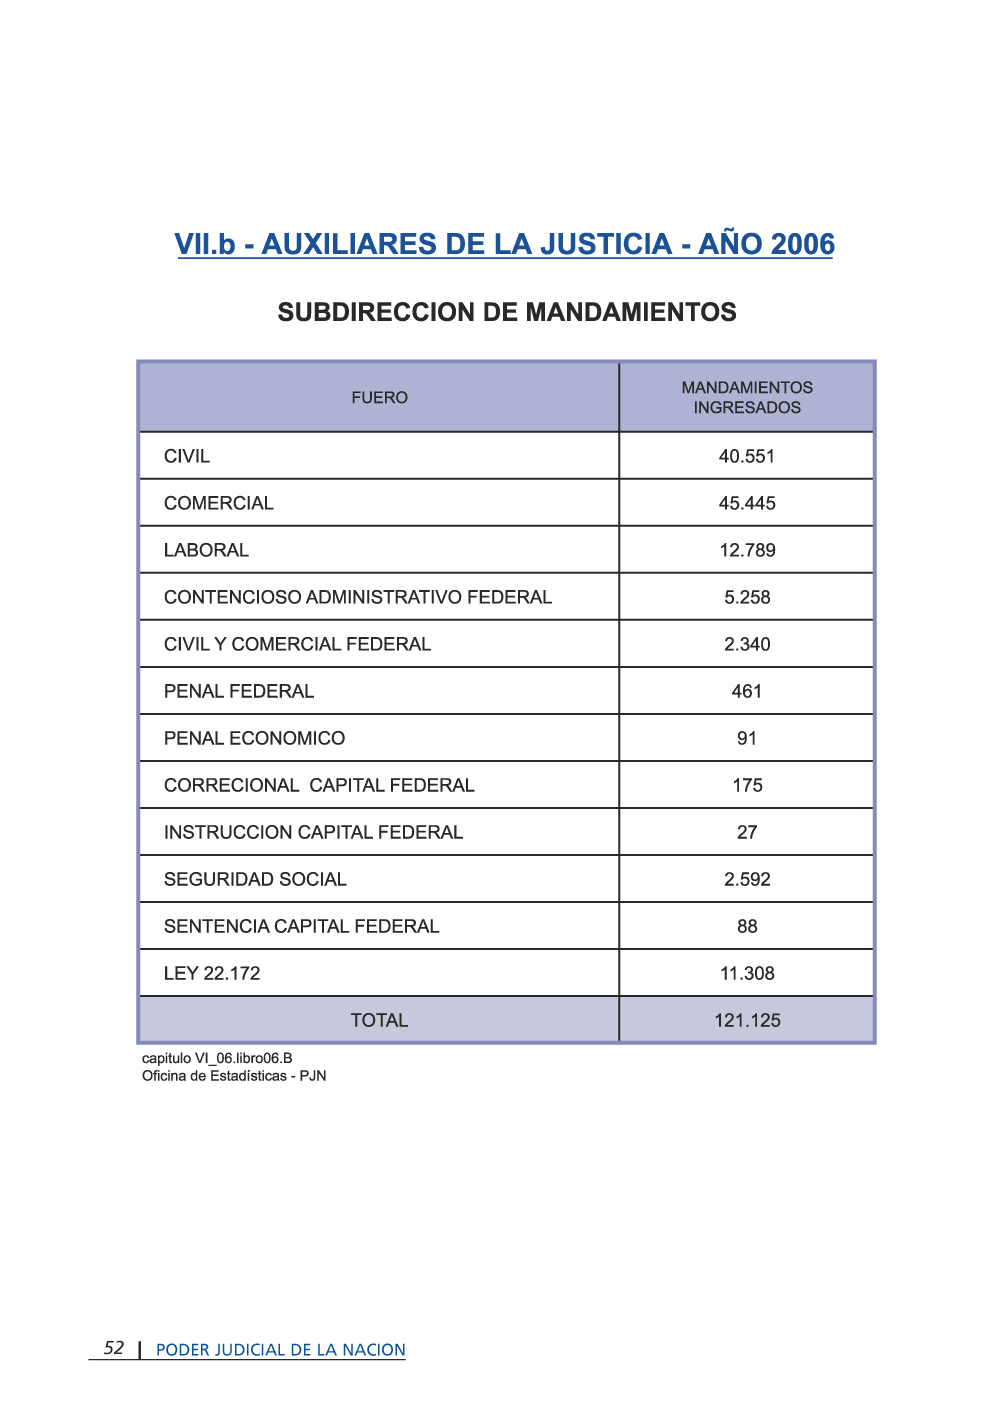 VII.b - AUXILIARES DE LA JUSTICIA - AÑO 2006
SUBDIRECCION DE MANDAMIENTOS
FUERO
MANDAMIENTOS
INGRESADOS
CIVIL 40.551
COMERCIAL 45.445
LABORAL 12.789
CONTENCIOSO ADMINISTRATIVO FEDERAL 5.258
CIVIL Y COMERCIAL FEDERAL 2.340
PENAL FEDERAL 461
PENAL ECONOMICO 91
CORRECIONAL CAPITAL FEDERAL 175
INSTRUCCION CAPITAL FEDERAL 27
SEGURIDAD SOCIAL 2.592
SENTENCIA CAPITAL FEDERAL 88
LEY 22.172 11.308
TOTAL 121.125
capitulo VI_06.libro06.B
Oficina de Estadísticas - PJN
52 | PODER JUDICIAL DE LA NACION